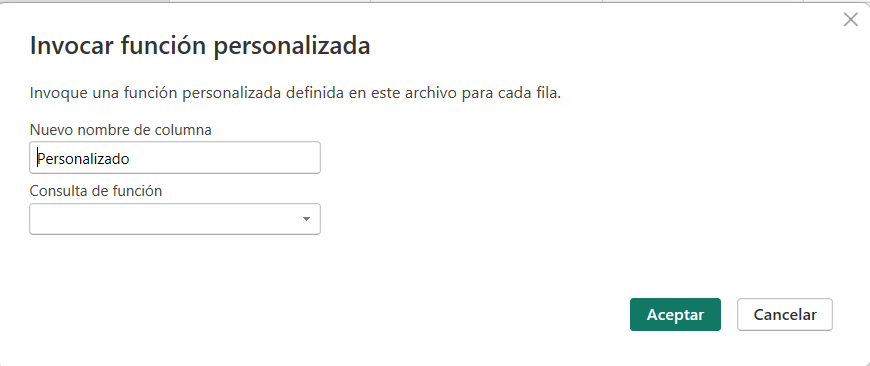 Invocar función personalizada
Invoque una función personalizada definida en este archivo para cada fila.
Nuevo nombre de columna
Personalizado
Consulta de función
Aceptar
Cancelar